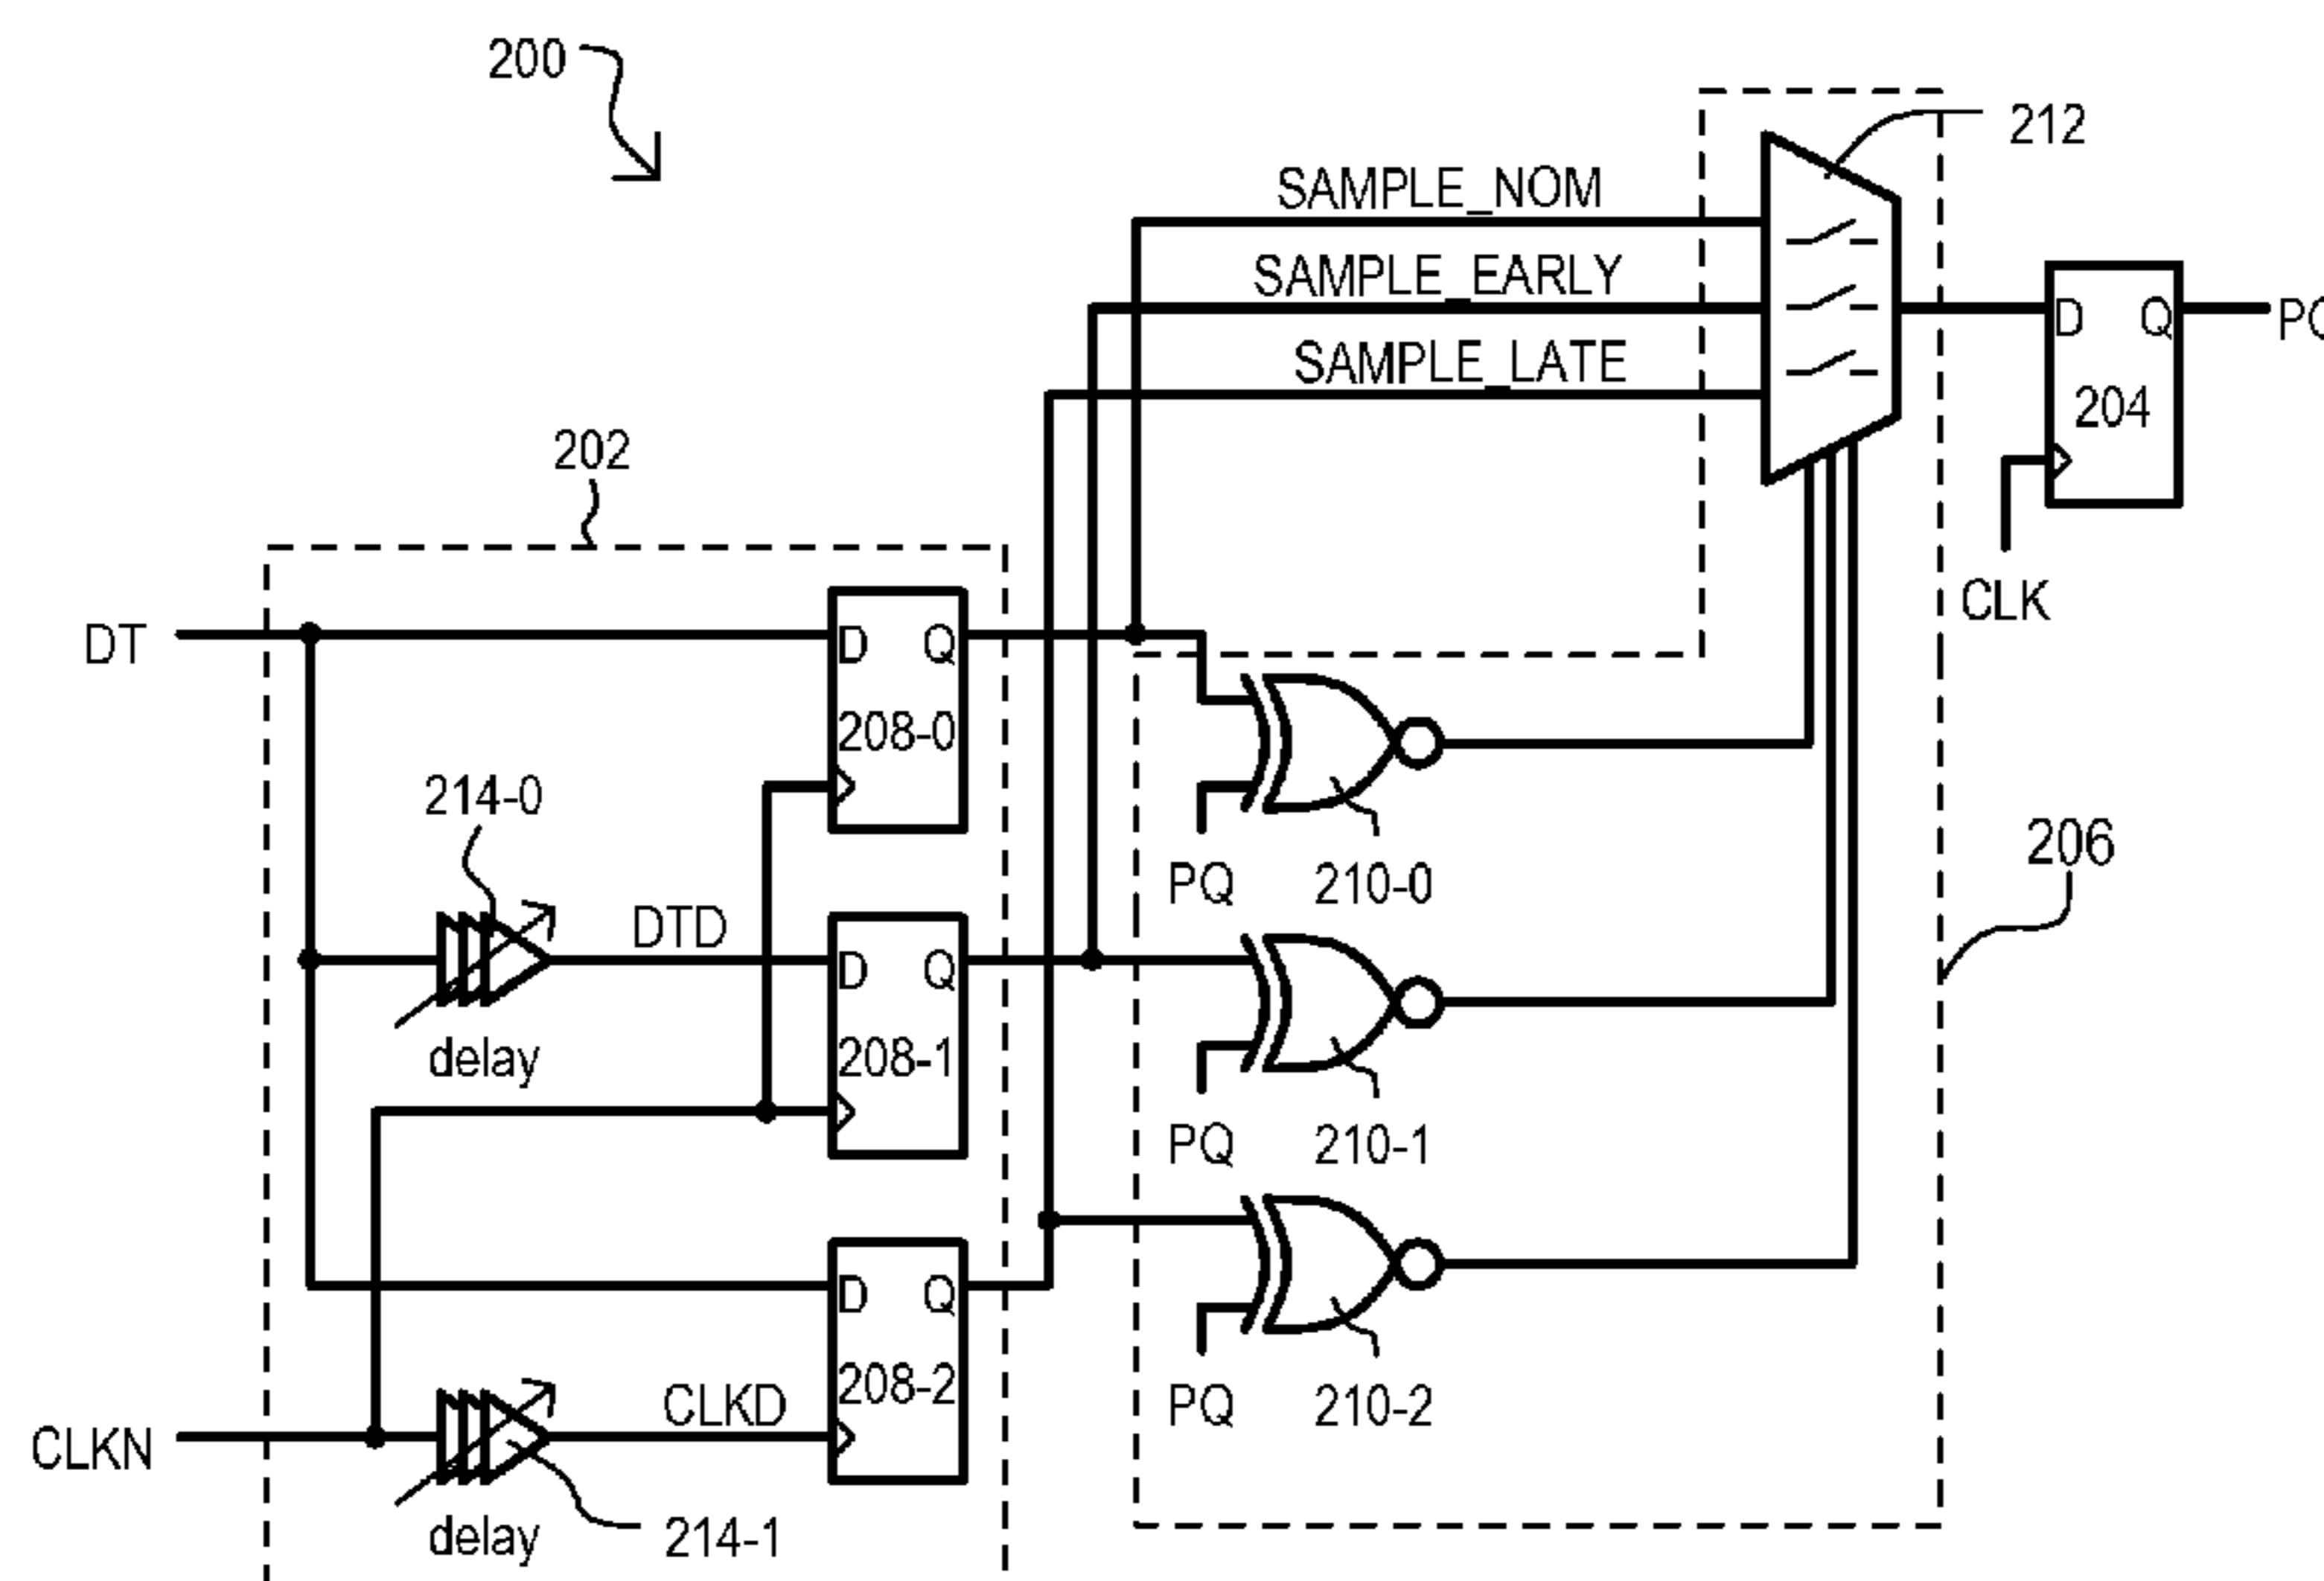 200
212
SAMPLE_NOM
SAMPLE_EARLY
SAMPLE_LATE
D Q
204
CLK
202
DT
D Q
208-0
PQ 210-0
214-0
DTD
delay
D Q
208-1
PQ 210-1
206
D Q
208-2
PQ 210-2
CLKN
CLKD
delay
214-1